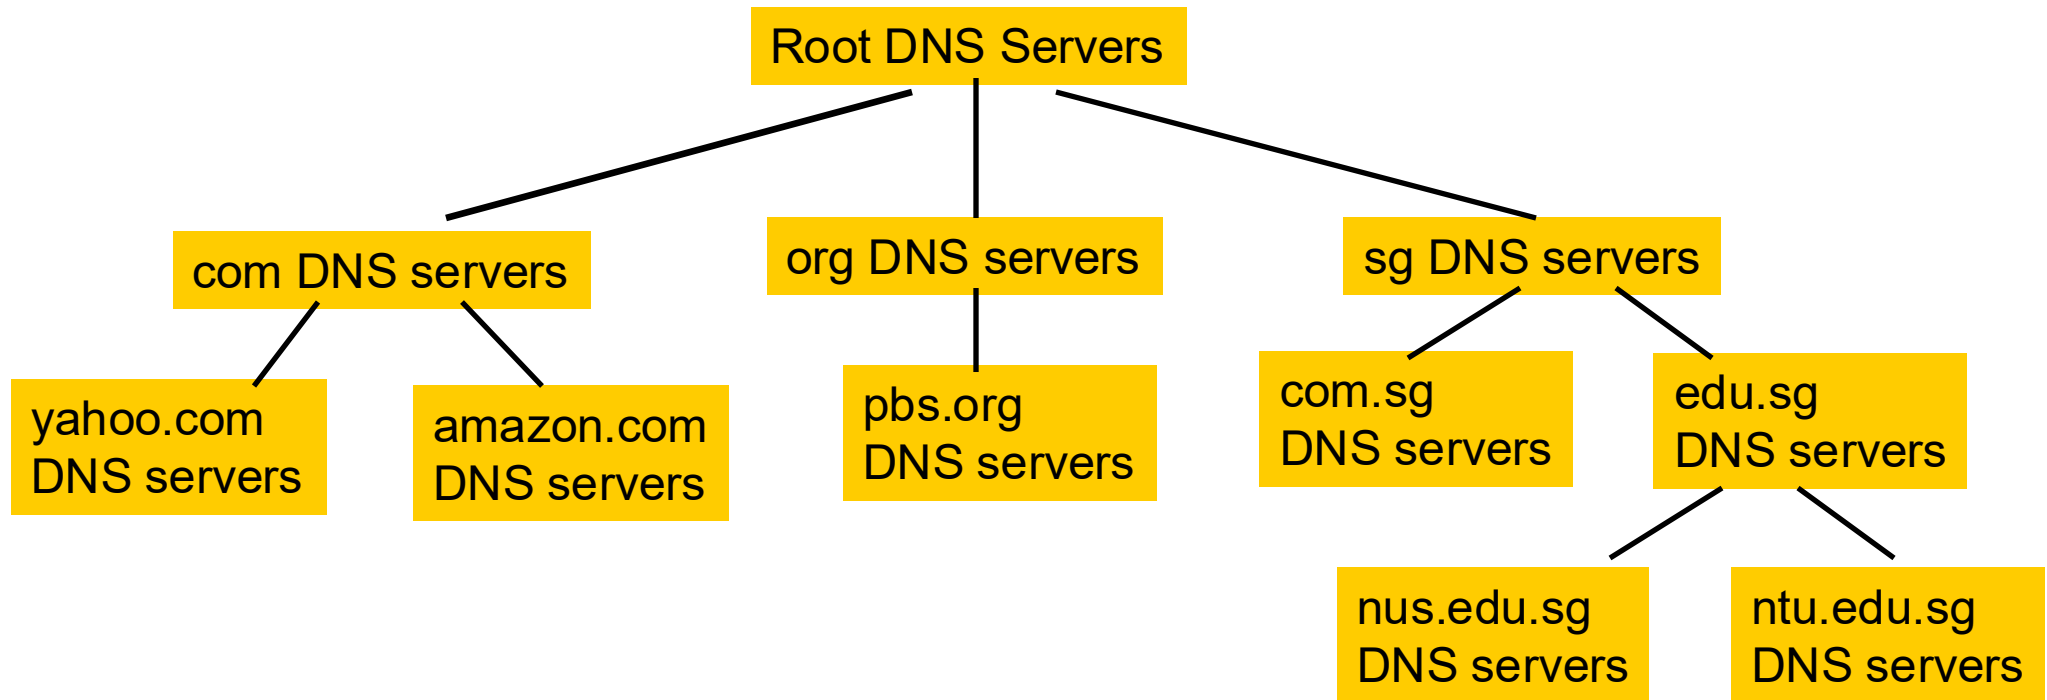 Root DNS Servers
com DNS servers
org DNS servers
sg DNS servers
yahoo.com
DNS servers
amazon.com
DNS servers
pbs.org
DNS servers
com.sg
DNS servers
edu.sg
DNS servers
nus.edu.sg
DNS servers
ntu.edu.sg
DNS servers